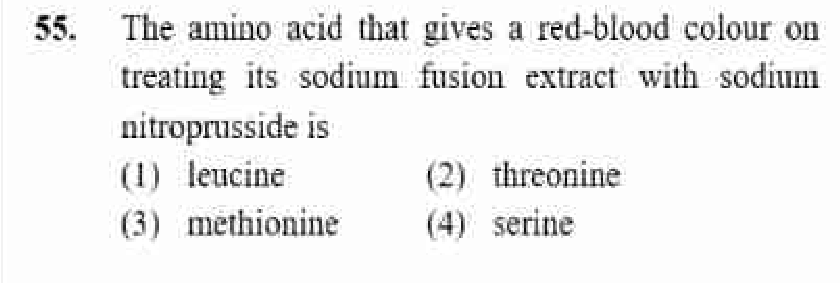 55. The amino acid that gives a red-blood colour on
treating its sodium fusion extract with sodium
nitroprusside is
(1) leucine (2) threonine
(3) methionine (4) serine